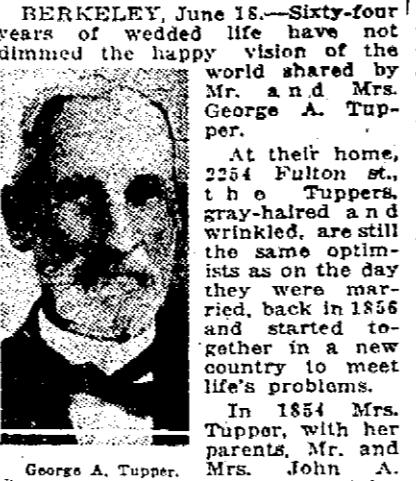 BERKELEY, June 18.—Sixty-four
years of wedded life have not
dimmed the happy vision of the
world shared by
Mr. and Mrs.
George A. Tup-
per.
At their home,
2254 Fulton st.,
the Tuppers,
gray-haired and
wrinkled, are still
the same optim-
ists as on the day
they were mar-
ried, back in 1856
and started to-
gether in a new
country to meet
life's problems.
In 1854 Mrs.
Tupper, with her
parents, Mr. and
Mrs. John A.
George A. Tupper.